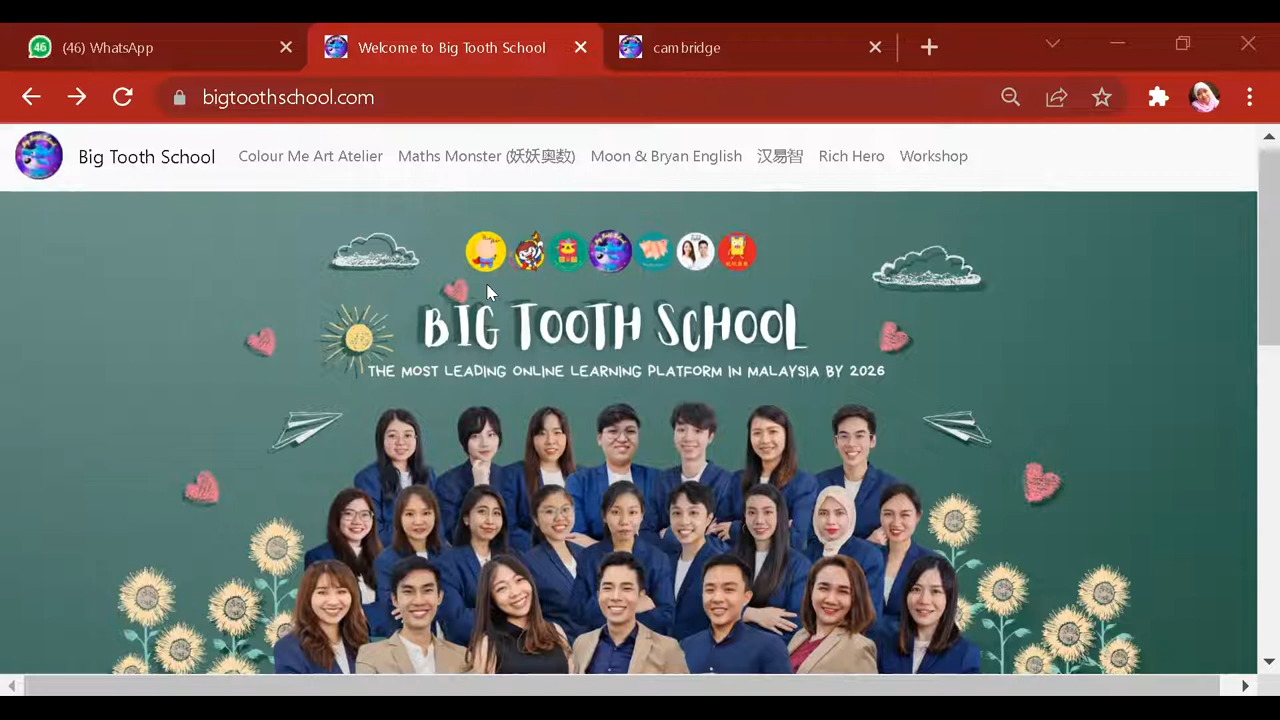 46 (46) WhatsApp
Welcome to Big Tooth School
cambridge
bigtoothschool.com
Big Tooth School Colour Me Art Atelier Maths Monster (妖妖奥数) Moon & Bryan English 汉易智 Rich Hero Workshop
BIG TOOTH SCHOOL
THE MOST LEADING ONLINE LEARNING PLATFORM IN MALAYSIA BY 2026